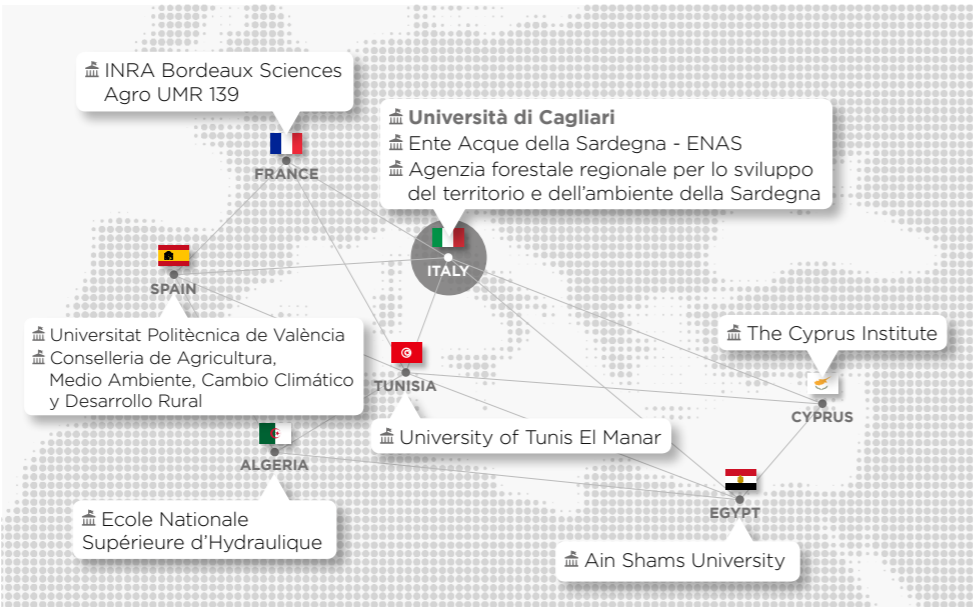 INRA Bordeaux Sciences
Agro UMR 139
FRANCE
Università di Cagliari
Ente Acque della Sardegna - ENAS
Agenzia forestale regionale per lo sviluppo
del territorio e dell’ambiente della Sardegna
ITALY
SPAIN
Universitat Politècnica de València
Conselleria de Agricultura,
Medio Ambiente, Cambio Climático
y Desarrollo Rural
TUNISIA
University of Tunis El Manar
The Cyprus Institute
CYPRUS
ALGERIA
Ecole Nationale
Supérieure d’Hydraulique
EGYPT
Ain Shams University